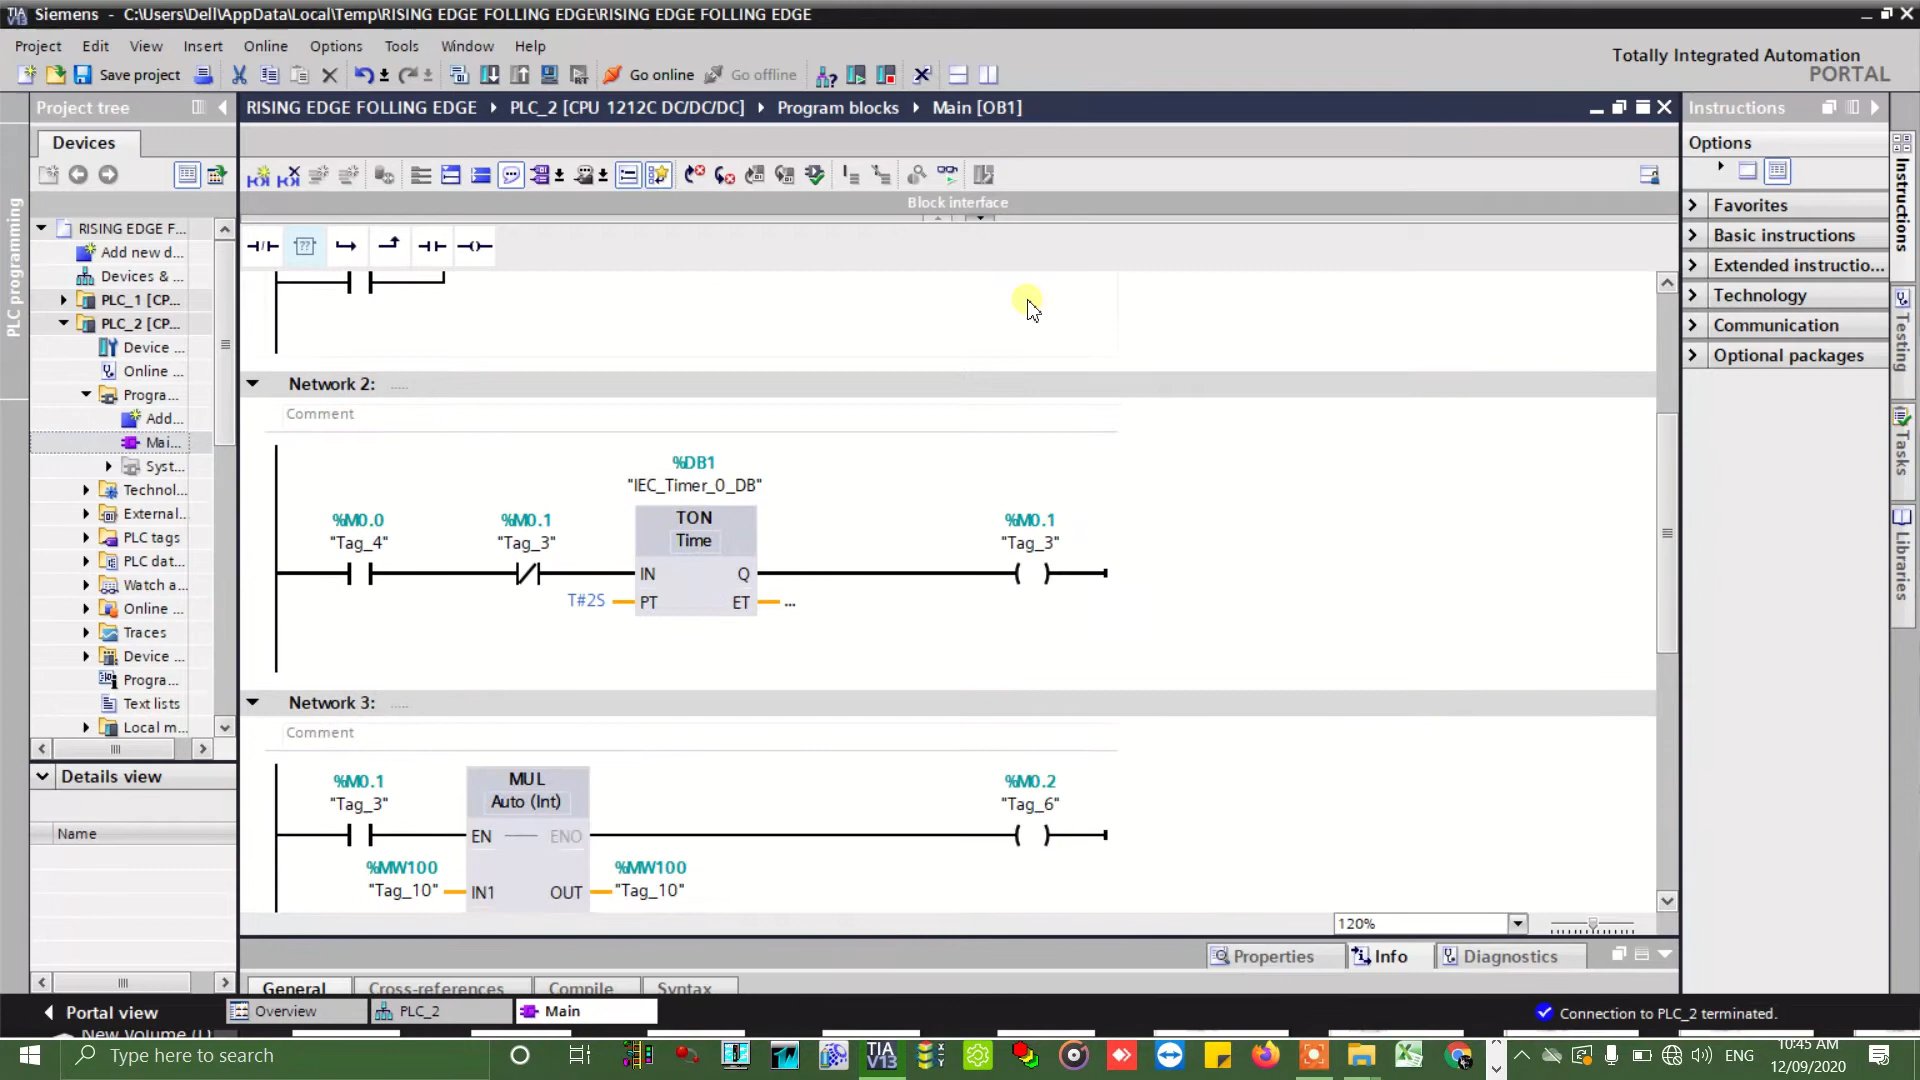 Siemens - C:\Users\Dell\AppData\Local\Temp\RISING EDGE FOLLING EDGE\RISING EDGE FOLLING EDGE
Project Edit View Insert Online Options Tools Window Help
Totally Integrated Automation
PORTAL
Save project Go online Go offline
Project tree
RISING EDGE FOLLING EDGE PLC_2 [CPU 1212C DC/DC/DC] Program blocks Main [OB1]
Instructions
Devices
Options
Block interface
PLC programming
RISING EDGE F...
Add new d...
Devices & ...
PLC_1 [CP...
PLC_2 [CP...
Device ...
Online ...
Progra...
Add...
Mai...
Syst...
Technol...
External...
PLC tags
PLC dat...
Watch a...
Online ...
Traces
Device ...
Progra...
Text lists
Local m...
Details view
Name
Network 2: .....
Comment
%DB1
"IEC_Timer_0_DB"
%M0.0
"Tag_4"
%M0.1
"Tag_3"
TON
Time
IN Q
T#2S PT ET ...
%M0.1
"Tag_3"
Network 3: .....
Comment
%M0.1
"Tag_3"
MUL
Auto (Int)
EN ENO
%M0.2
"Tag_6"
%MW100
"Tag_10"
IN1 OUT
%MW100
"Tag_10"
120%
Favorites
Basic instructions
Extended instructio...
Technology
Communication
Optional packages
Instructions
Testing
Tasks
Libraries
Properties Info Diagnostics
General Cross-references Compile Syntax
Portal view Overview PLC_2 Main
Connection to PLC_2 terminated.
New Volume (D
Type here to search
TIA
V13
ENG
10:45 AM
12/09/2020